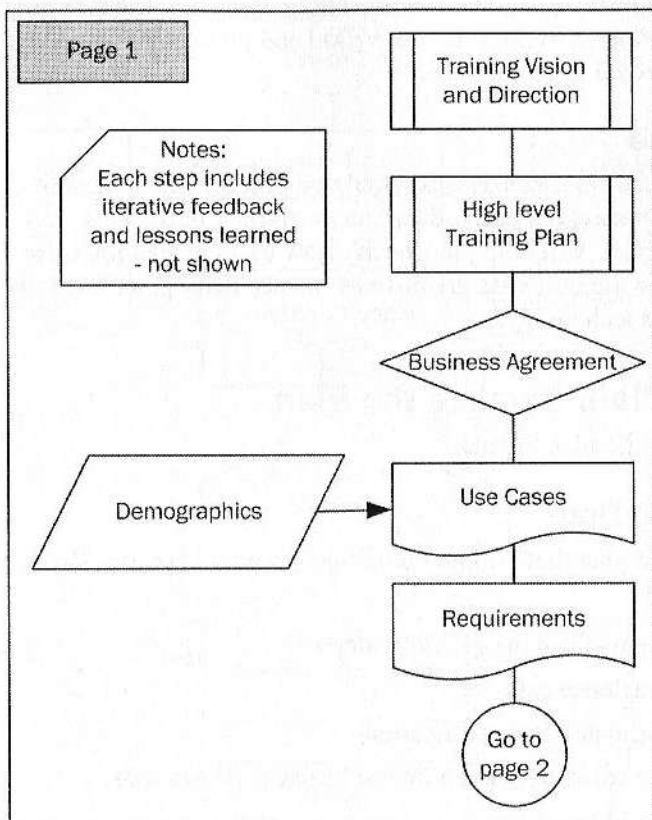 Page 1
Training Vision
and Direction
Notes:
Each step includes
iterative feedback
and lessons learned
- not shown
High level
Training Plan
Business Agreement
Demographics
Use Cases
Requirements
Go to
page 2